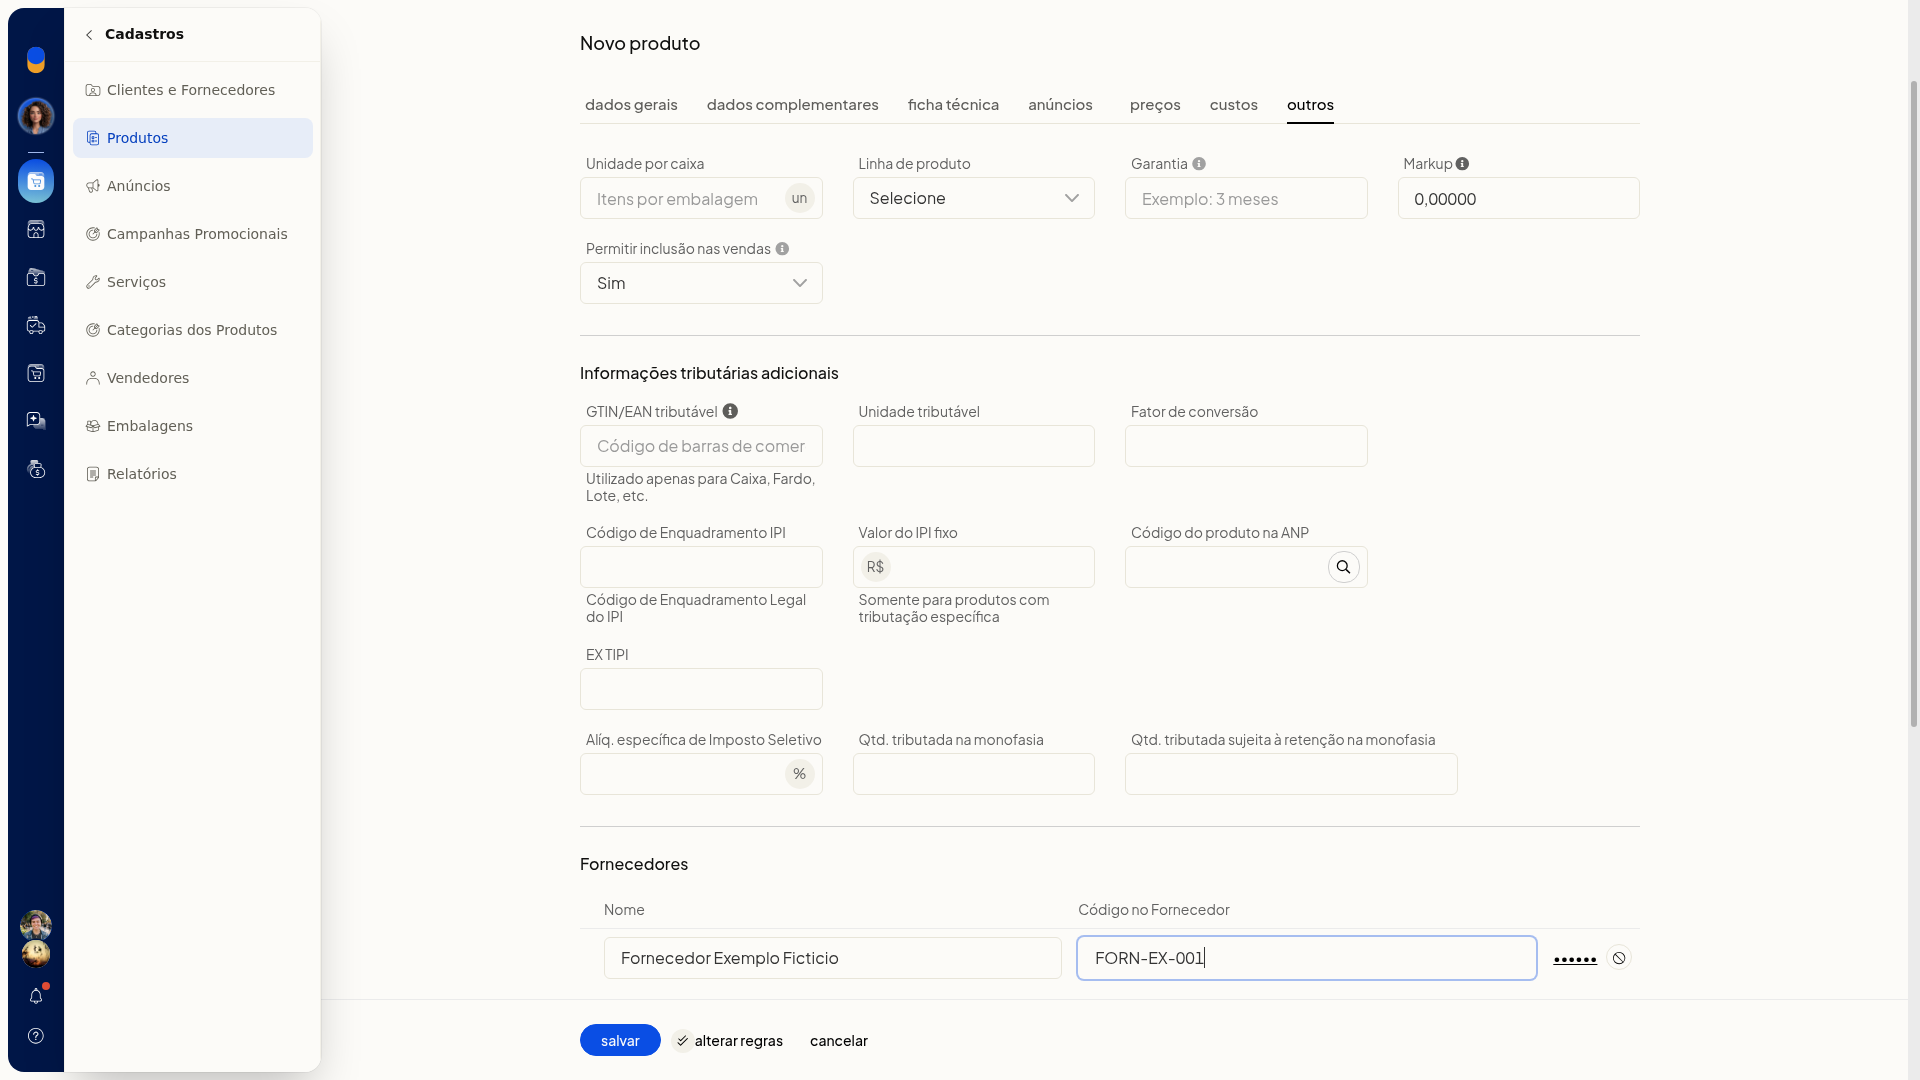 Cadastros
Clientes e Fornecedores
Produtos
Anúncios
Campanhas Promocionais
Serviços
Categorias dos Produtos
Vendedores
Embalagens
Relatórios
Novo produto
dados gerais dados complementares ficha técnica anúncios preços custos outros
Unidade por caixa Linha de produto Garantia Markup
Itens por embalagem un Selecione Exemplo: 3 meses 0,00000
Permitir inclusão nas vendas
Sim
Informações tributárias adicionais
GTIN/EAN tributável Unidade tributável Fator de conversão
Código de barras de comer
Utilizado apenas para Caixa, Fardo,
Lote, etc.
Código de Enquadramento IPI Valor do IPI fixo Código do produto na ANP
R$
Código de Enquadramento Legal
do IPI
Somente para produtos com
tributação específica
EX TIPI
Alíq. específica de Imposto Seletivo Qtd. tributada na monofasia Qtd. tributada sujeita à retenção na monofasia
%
Fornecedores
Nome Código no Fornecedor
Fornecedor Exemplo Ficticio FORN-EX-001
salvar alterar regras cancelar